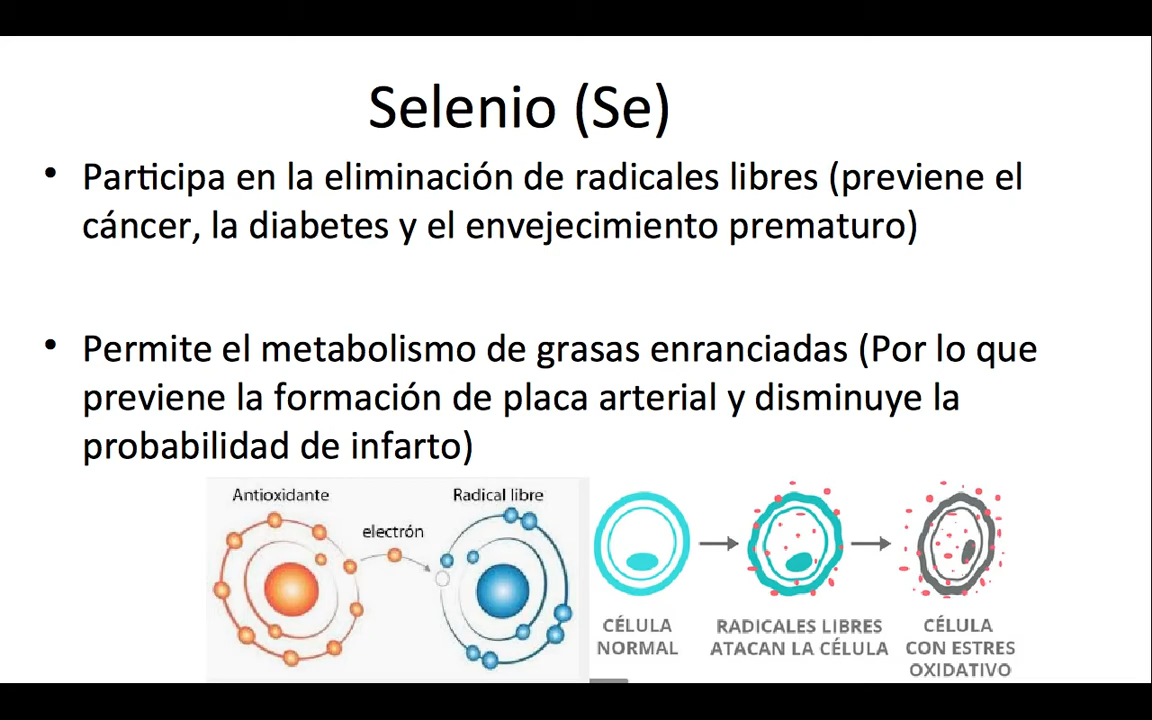 Selenio (Se)
• Participa en la eliminación de radicales libres (previene el
cáncer, la diabetes y el envejecimiento prematuro)
• Permite el metabolismo de grasas enranciadas (Por lo que
previene la formación de placa arterial y disminuye la
probabilidad de infarto)
Antioxidante
Radical libre
electrón
CÉLULA
NORMAL
RADICALES LIBRES
ATACAN LA CÉLULA
CÉLULA
CON ESTRES
OXIDATIVO